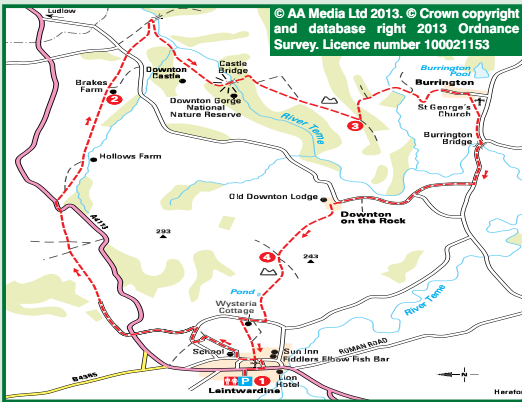 Ludlow
© AA Media Ltd 2013. © Crown copyright
and database right 2013 Ordnance
Survey. Licence number 100021153
Downton
Castle
Castle
Bridge
Burrington
Pool
Burrington
Brakes
Farm
2
Downton Gorge
National
Nature Reserve
St George's
Church
River Teme
3
Burrington
Bridge
Hollows Farm
Old Downton Lodge
Downton
on the Rock
A4113
293
4
243
Pond
Wysteria
Cottage
River Teme
School
Sun Inn
Fiddlers Elbow Fish Bar
ROMAN ROAD
B4385
P
1
Lion
Hotel
N
Leintwardine
Herefo